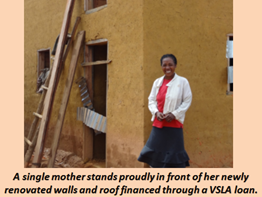 A single mother stands proudly in front of her newly
renovated walls and roof financed through a VSLA loan.